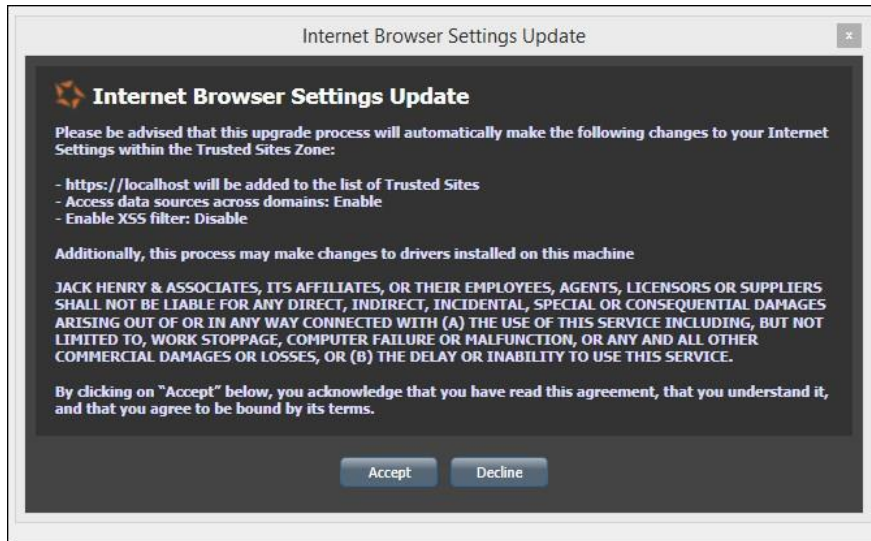 Internet Browser Settings Update
x
Internet Browser Settings Update
Please be advised that this upgrade process will automatically make the following changes to your Internet
Settings within the Trusted Sites Zone:
- https://localhost will be added to the list of Trusted Sites
- Access data sources across domains: Enable
- Enable XSS filter: Disable
Additionally, this process may make changes to drivers installed on this machine
JACK HENRY & ASSOCIATES, ITS AFFILIATES, OR THEIR EMPLOYEES, AGENTS, LICENSORS OR SUPPLIERS
SHALL NOT BE LIABLE FOR ANY DIRECT, INDIRECT, INCIDENTAL, SPECIAL OR CONSEQUENTIAL DAMAGES
ARISING OUT OF OR IN ANY WAY CONNECTED WITH (A) THE USE OF THIS SERVICE INCLUDING, BUT NOT
LIMITED TO, WORK STOPPAGE, COMPUTER FAILURE OR MALFUNCTION, OR ANY AND ALL OTHER
COMMERCIAL DAMAGES OR LOSSES, OR (B) THE DELAY OR INABILITY TO USE THIS SERVICE.
By clicking on “Accept” below, you acknowledge that you have read this agreement, that you understand it,
and that you agree to be bound by its terms.
Accept Decline